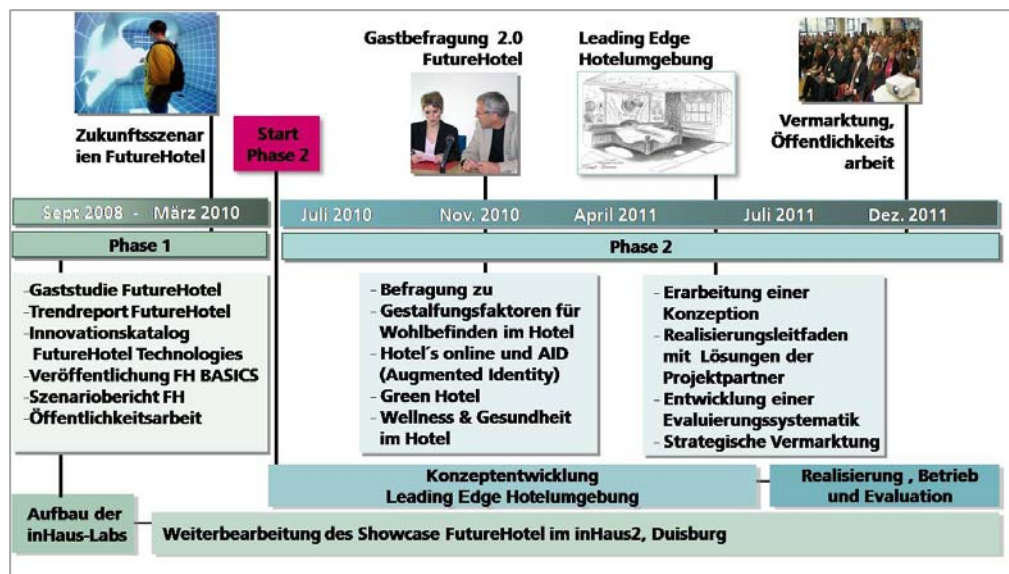 Gastbefragung 2.0
FutureHotel
Leading Edge
Hotelumgebung
Zukunftsszenar
ien FutureHotel
Start
Phase 2
Vermarktung,
Öffentlichkeits
arbeit
Sept 2008 - März 2010
Juli 2010
Nov. 2010
April 2011
Juli 2011
Dez. 2011
Phase 1
Phase 2
-Gaststudie FutureHotel
-Trendreport FutureHotel
-Innovationskatalog
FutureHotel Technologies
-Veröffentlichung FH BASICS
-Szenariobericht FH
-Öffentlichkeitsarbeit
- Befragung zu
- Gestalfungsfaktoren für
Wohlbefinden im Hotel
- Hotel´s online und AID
(Augmented Identity)
- Green Hotel
- Wellness & Gesundheit
im Hotel
- Erarbeitung einer
Konzeption
- Realisierungsleitfaden
mit Lösungen der
Projektpartner
- Entwicklung einer
Evaluierungssystematik
- Strategische Vermarktung
Konzeptentwicklung
Leading Edge Hotelumgebung
Realisierung , Betrieb
und Evaluation
Aufbau der
inHaus-Labs
Weiterbearbeitung des Showcase FutureHotel im inHaus2, Duisburg